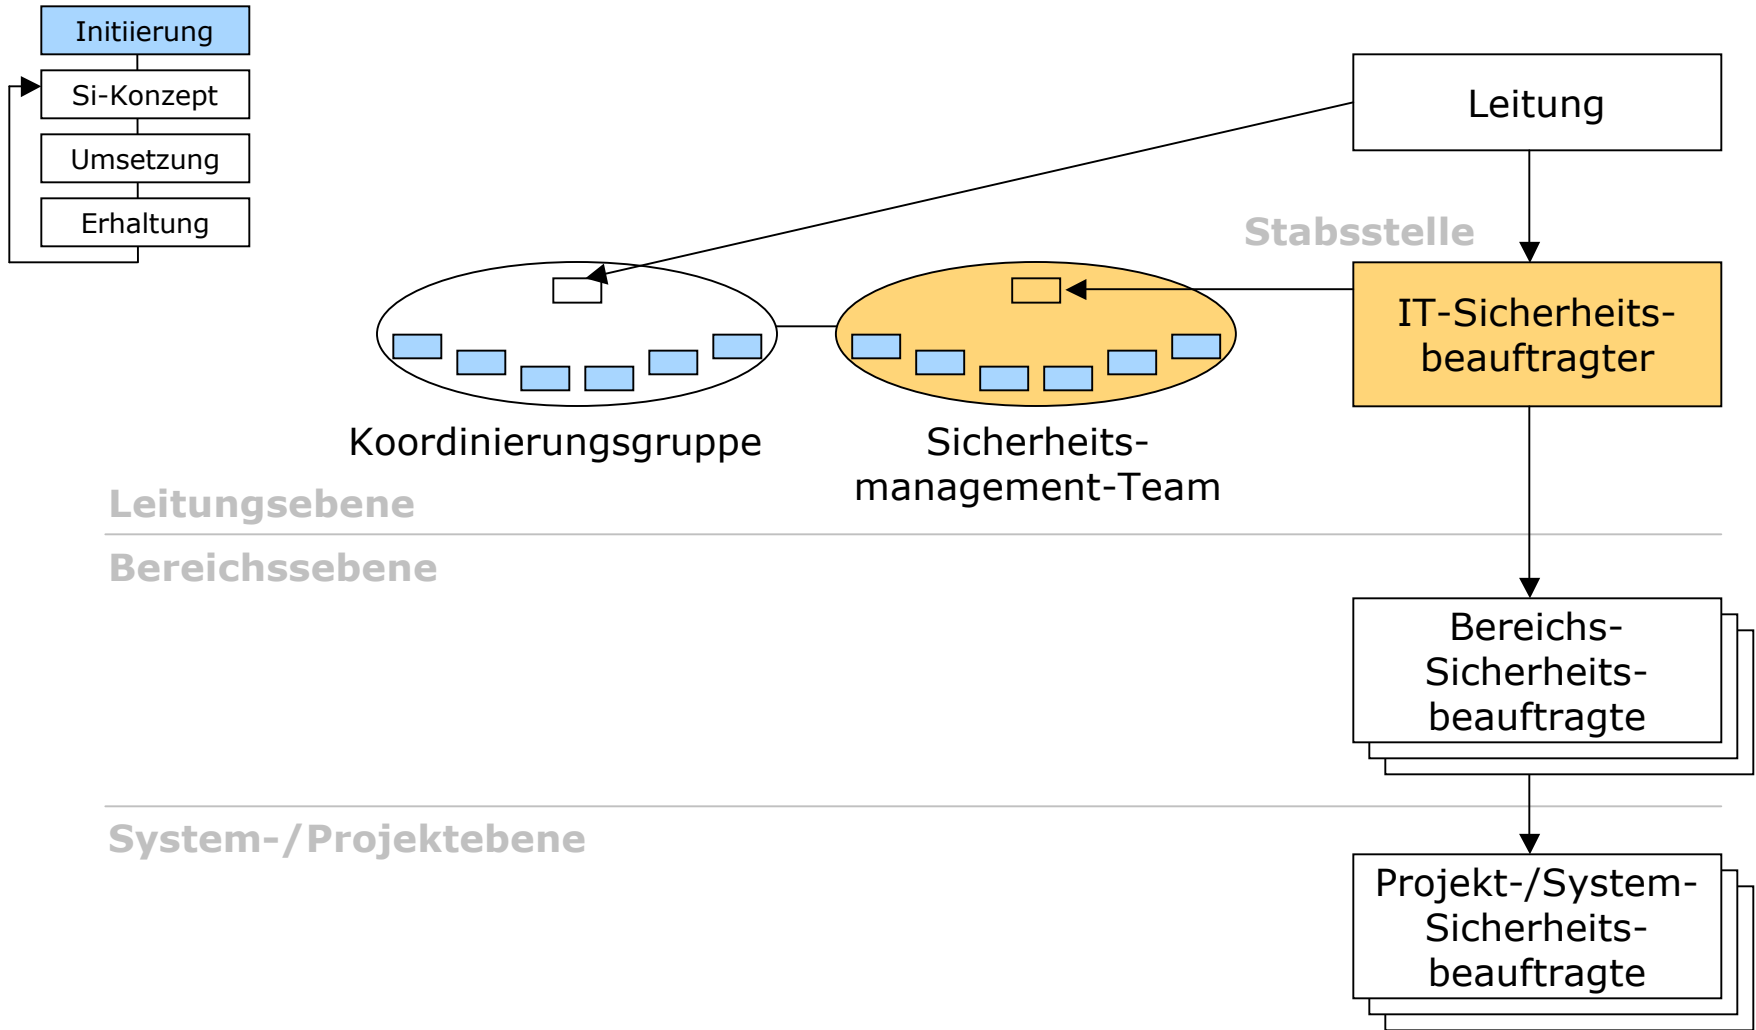 Initiierung
Si-Konzept
Umsetzung
Erhaltung
Leitung
Stabsstelle
IT-Sicherheits-
beauftragter
Koordinierungsgruppe
Sicherheits-
management-Team
Leitungsebene
Bereichssebene
Bereichs-
Sicherheits-
beauftragte
System-/Projektebene
Projekt-/System-
Sicherheits-
beauftragte